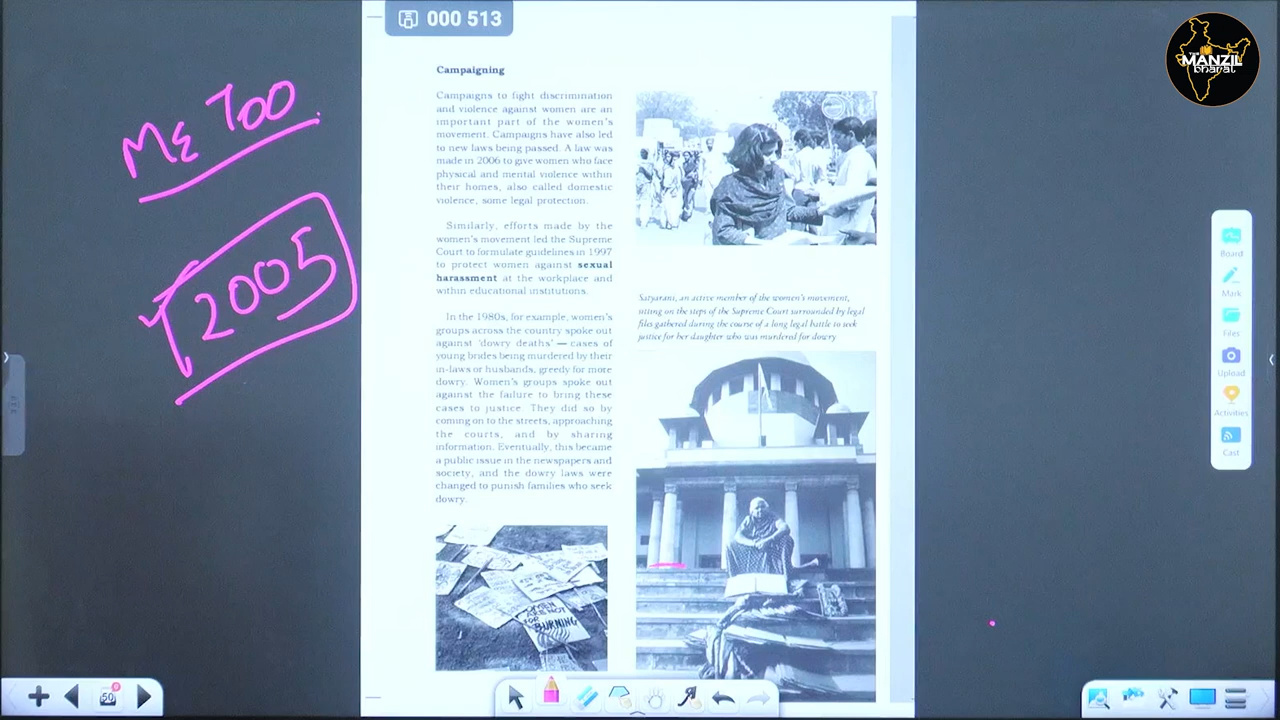 000 513
THE
MANZIL
bharat
ME TOO
2005
Campaigning
Campaigns to fight discrimination
and violence against women are an
important part of the women's
movement. Campaigns have also led
to new laws being passed. A law was
made in 2006 to give women who face
physical and mental violence within
their homes, also called domestic
violence, some legal protection.
Similarly, efforts made by the
women's movement led the Supreme
Court to formulate guidelines in 1997
to protect women against sexual
harassment at the workplace and
within educational institutions.
In the 1980s, for example, women's
groups across the country spoke out
against 'dowry deaths' — cases of
young brides being murdered by their
in-laws or husbands, greedy for more
dowry. Women's groups spoke out
against the failure to bring these
cases to justice. They did so by
coming on to the streets, approaching
the courts, and by sharing
information. Eventually, this became
a public issue in the newspapers and
society, and the dowry laws were
changed to punish families who seek
dowry.
Satyarani, an active member of the women's movement,
sitting on the steps of the Supreme Court surrounded by legal
files gathered during the course of a long legal battle to seek
justice for her daughter who was murdered for dowry
ARE NOT
FOR
BURNING
Board
Mark
Files
Upload
Activities
Cast
50